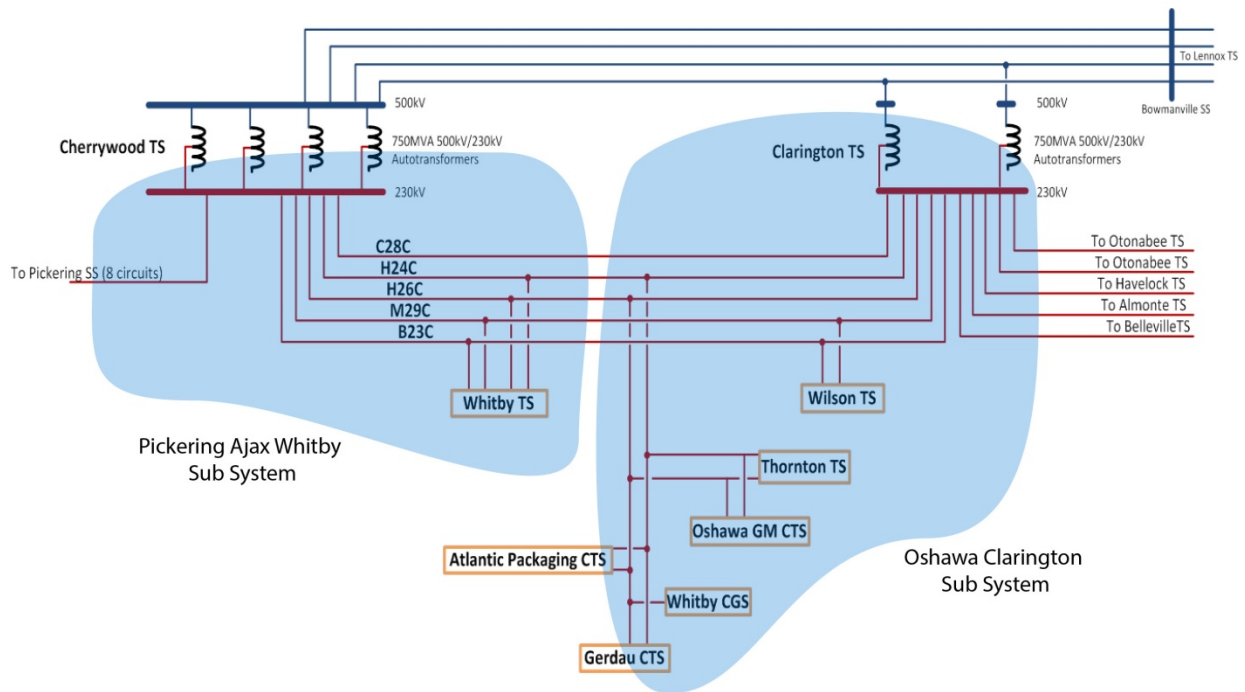 To Lennox TS
Bowmanville SS
500kV
500kV
Cherrywood TS
750MVA 500kV/230kV
Autotransformers
Clarington TS
750MVA 500kV/230kV
Autotransformers
230kV
230kV
C28C
To Otonabee TS
H24C
To Otonabee TS
To Pickering SS (8 circuits)
H26C
To Havelock TS
M29C
To Almonte TS
B23C
To BellevilleTS
Whitby TS
Wilson TS
Pickering Ajax Whitby
Sub System
Thornton TS
Oshawa GM CTS
Atlantic Packaging CTS
Oshawa Clarington
Sub System
Whitby CGS
Gerdau CTS